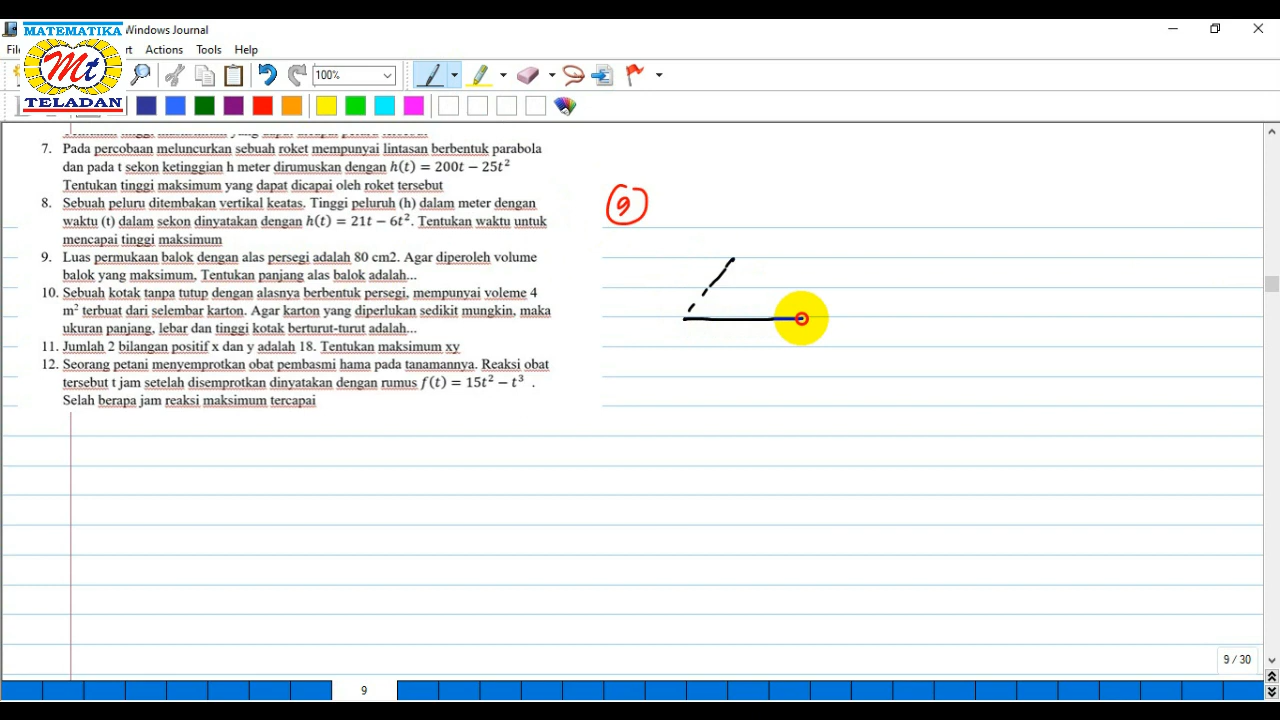 MATEMATIKA
Mt
TELADAN
Windows Journal
Actions Tools Help
100%
7. Pada percobaan meluncurkan sebuah roket mempunyai lintasan berbentuk parabola
dan pada t sekon ketinggian h meter dirumuskan dengan h(t) = 200t − 25t²
Tentukan tinggi maksimum yang dapat dicapai oleh roket tersebut
8. Sebuah peluru ditembakan vertikal keatas. Tinggi peluruh (h) dalam meter dengan
waktu (t) dalam sekon dinyatakan dengan h(t) = 21t − 6t². Tentukan waktu untuk
mencapai tinggi maksimum
9. Luas permukaan balok dengan alas persegi adalah 80 cm2. Agar diperoleh volume
balok yang maksimum, Tentukan panjang alas balok adalah...
10. Sebuah kotak tanpa tutup dengan alasnya berbentuk persegi, mempunyai voleme 4
m² terbuat dari selembar karton. Agar karton yang diperlukan sedikit mungkin, maka
ukuran panjang, lebar dan tinggi kotak berturut-turut adalah...
11. Jumlah 2 bilangan positif x dan y adalah 18. Tentukan maksimum xy
12. Seorang petani menyemprotkan obat pembasmi hama pada tanamannya. Reaksi obat
tersebut t jam setelah disemprotkan dinyatakan dengan rumus f(t) = 15t² − t³ .
Selah berapa jam reaksi maksimum tercapai
9
9 / 30
9